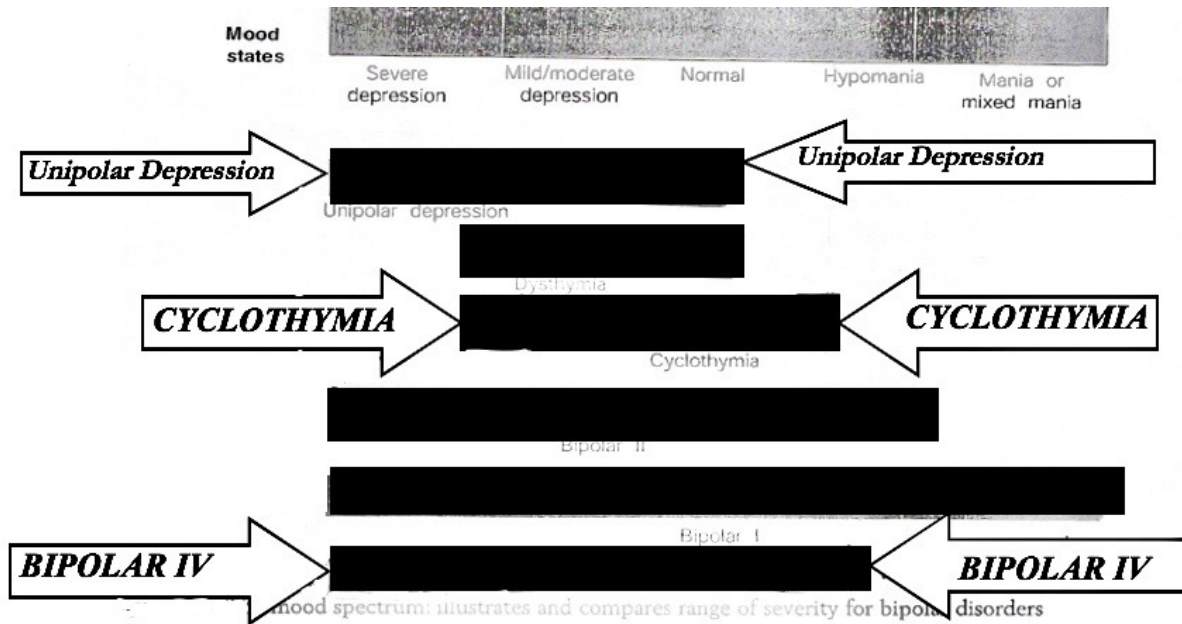 Mood
states
Severe
depression
Mild/moderate
depression
Normal
Hypomania
Mania or
mixed mania
Unipolar Depression
Unipolar Depression
Unipolar depression
Dysthymia
CYCLOTHYMIA
CYCLOTHYMIA
Cyclothymia
Bipolar II
Bipolar I
BIPOLAR IV
BIPOLAR IV
mood spectrum: illustrates and compares range of severity for bipolar disorders